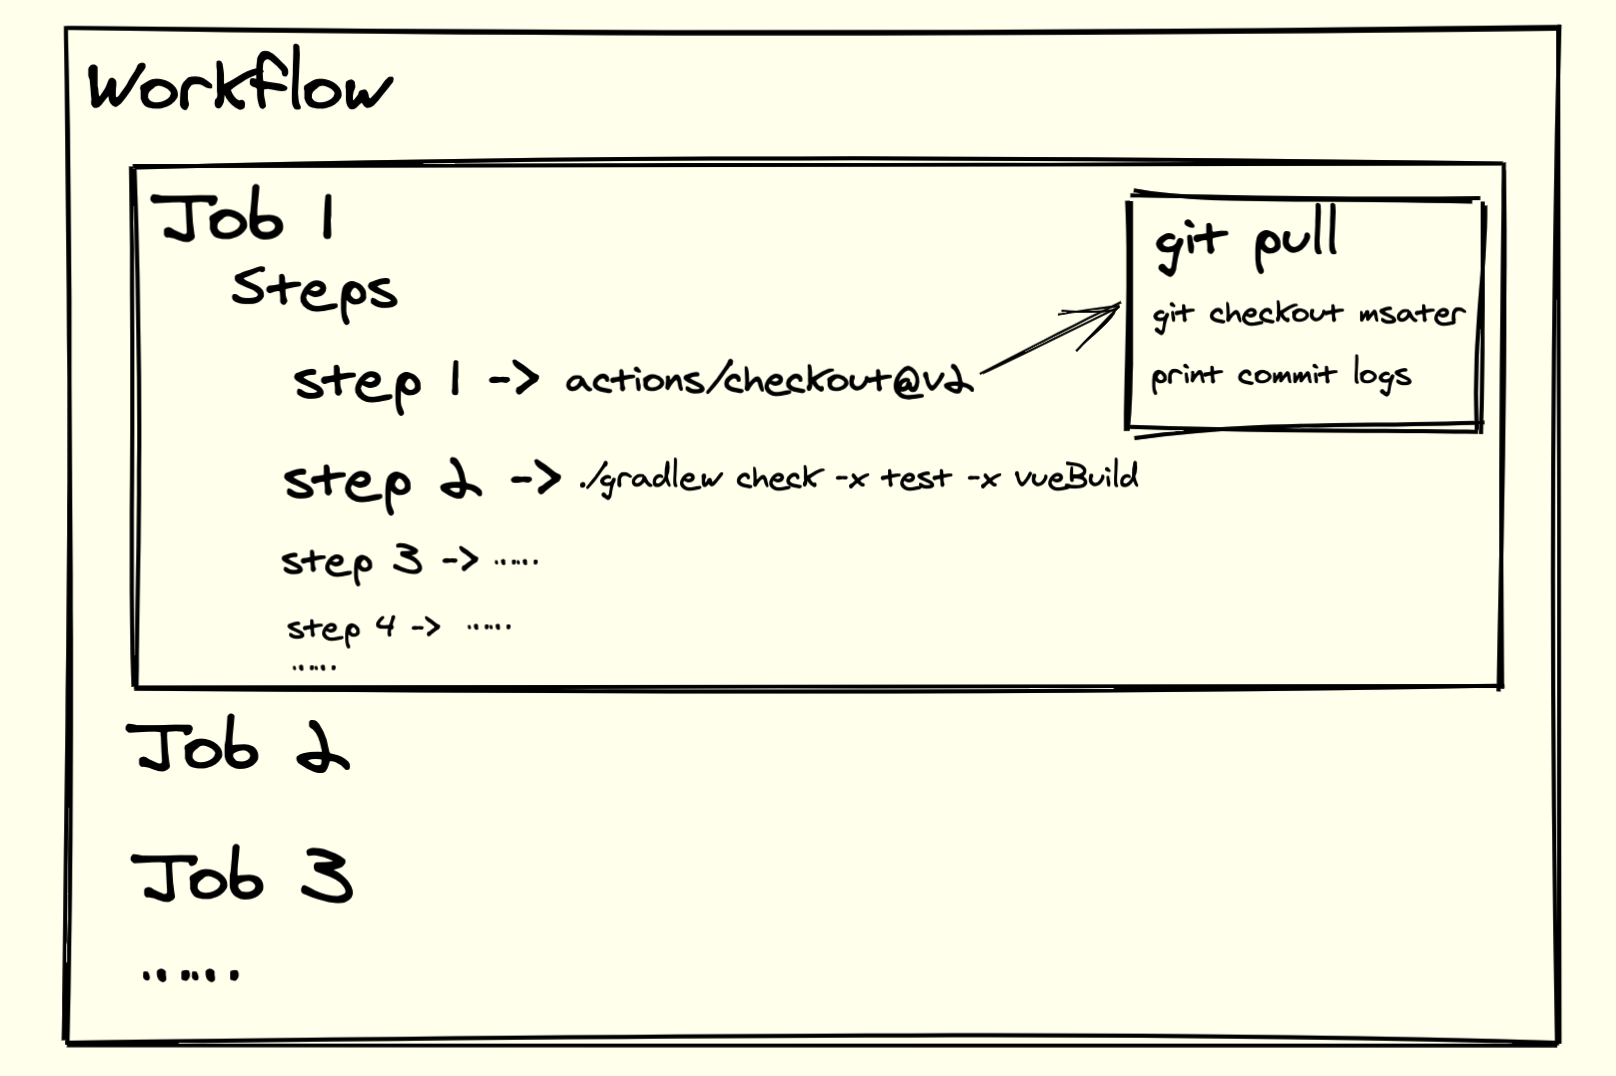 Workflow
Job 1
Steps
step 1 -> actions/checkout@v2
git pull
git checkout msater
print commit logs
step 2 -> ./gradlew check -x test -x vueBuild
step 3 -> ......
step 4 -> ......
......
Job 2
Job 3
......